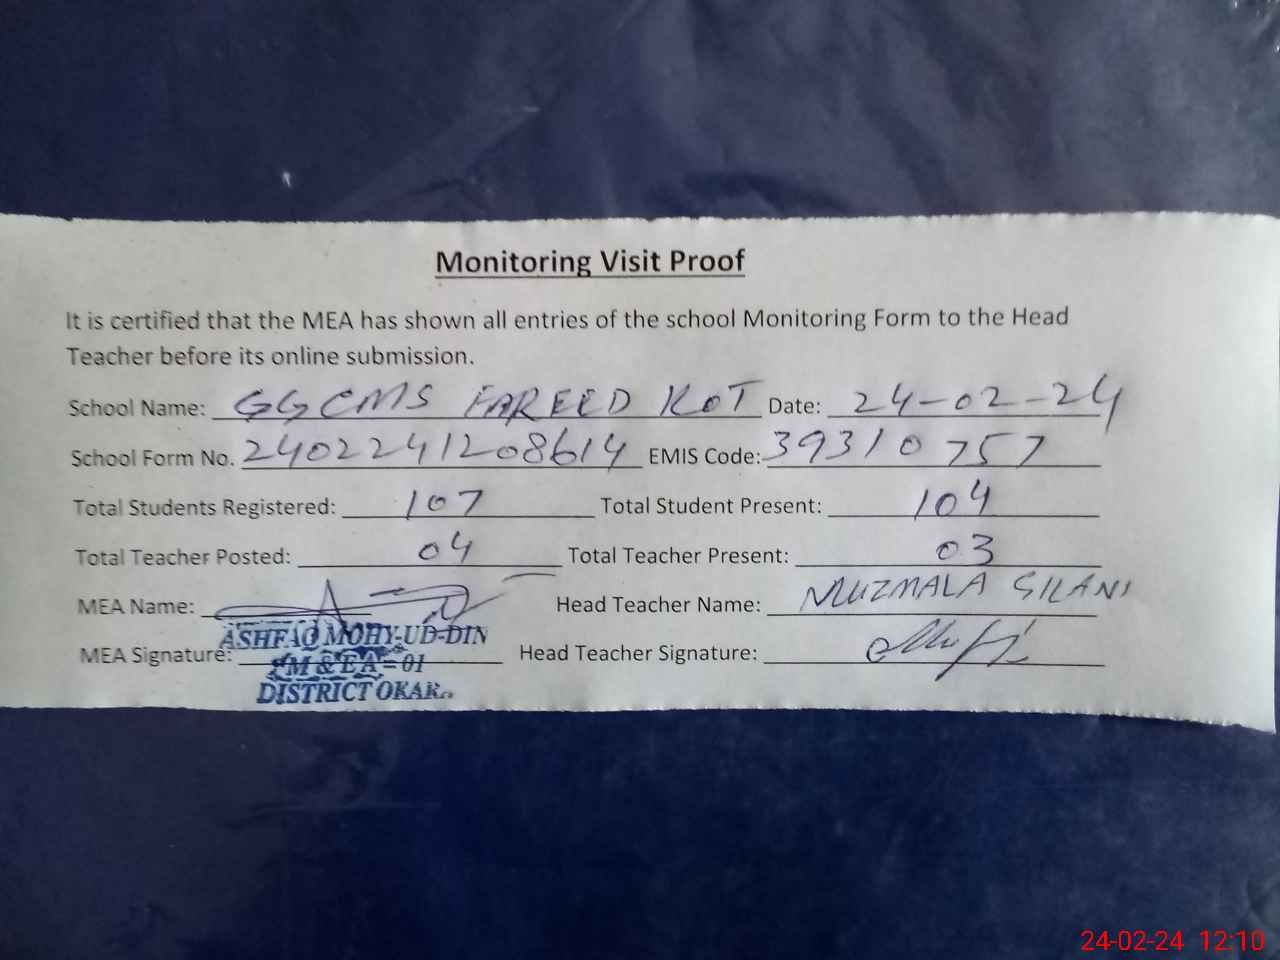 Monitoring Visit Proof
It is certified that the MEA has shown all entries of the school Monitoring Form to the Head
Teacher before its online submission.
School Name: GGCMS FAREED KOT Date: 24-02-24
School Form No. 2402241208614 EMIS Code: 39310757
Total Students Registered: 107 Total Student Present: 104
Total Teacher Posted: 04 Total Teacher Present: 03
MEA Name: Head Teacher Name: MUZMALA GILANI
ASHFAQ MOHY-UD-DIN
MEA Signature: M & EA = 01 Head Teacher Signature:
DISTRICT
24-02-24 12:10